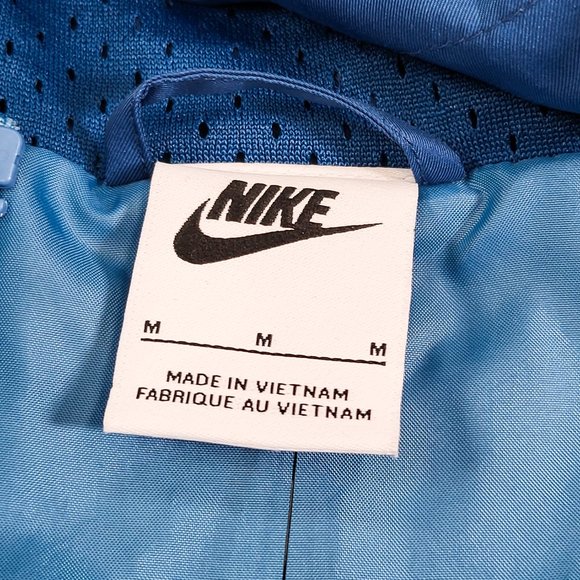 NIKE
M M M
MADE IN VIETNAM
FABRIQUE AU VIETNAM